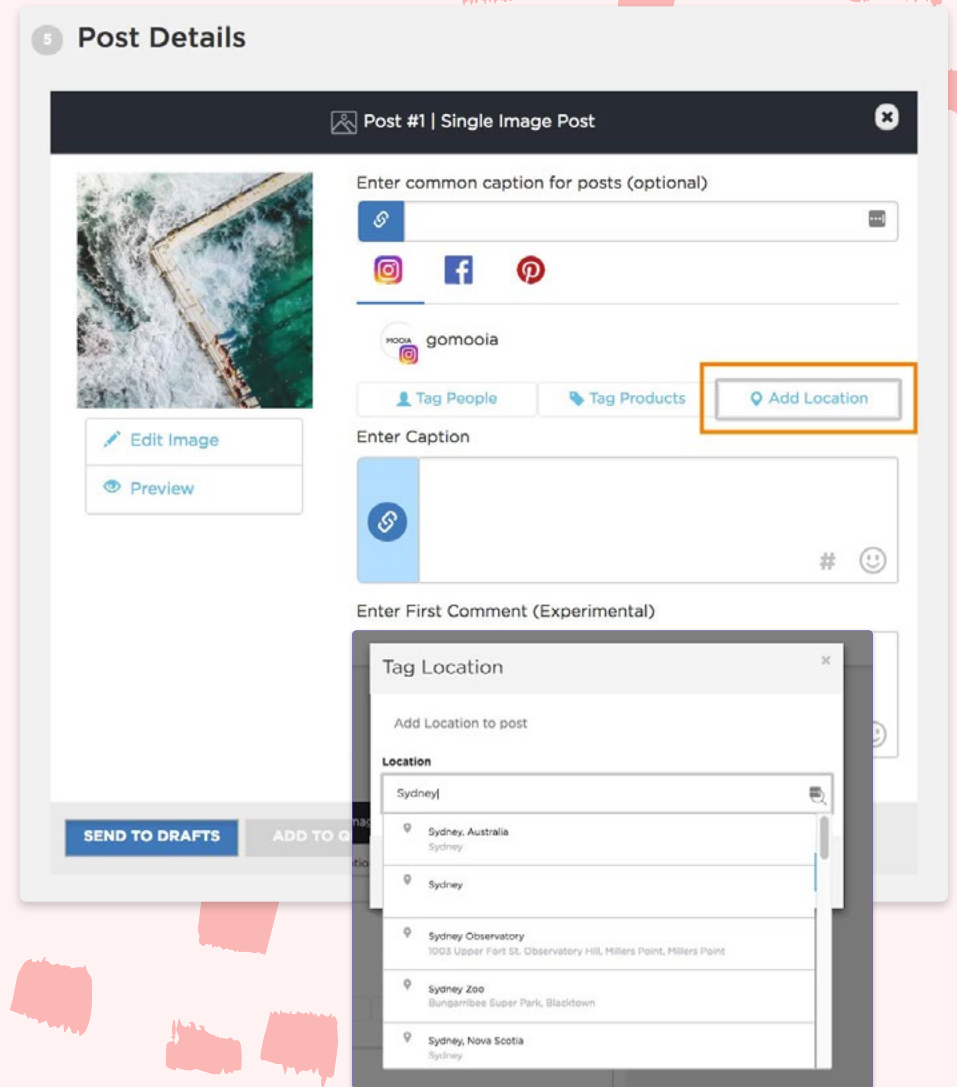 5 Post Details
Post #1 | Single Image Post
Enter common caption for posts (optional)
MOOIA gomooia
Tag People Tag Products Add Location
Edit Image
Preview
Enter Caption
#
Enter First Comment (Experimental)
Tag Location
Add Location to post
Location
Sydney
Sydney, Australia
Sydney
Sydney
Sydney Observatory
1003 Upper Fort St. Observatory Hill, Millers Point, Millers Point
Sydney Zoo
Bungarribee Super Park, Blacktown
Sydney, Nova Scotia
Sydney
SEND TO DRAFTS ADD TO